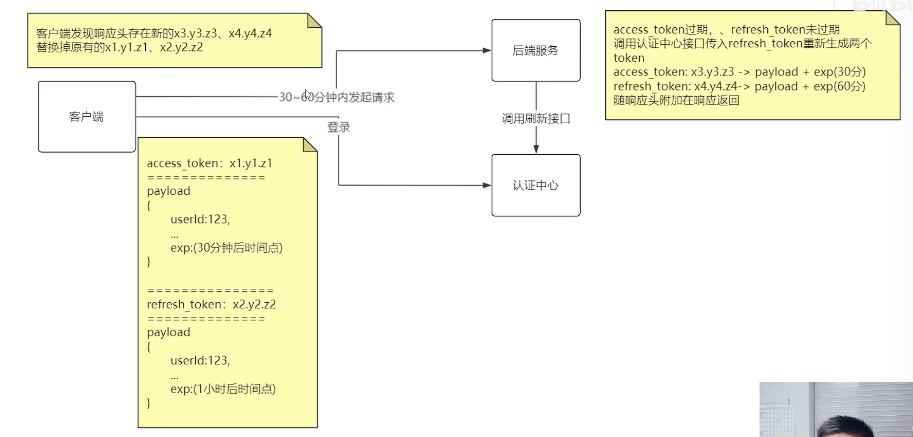 客户端发现响应头存在新的x3.y3.z3、x4.y4.z4
替换掉原有的x1.y1.z1、x2.y2.z2
客户端
30~60分钟内发起请求
登录
后端服务
调用刷新接口
认证中心
access_token过期，、refresh_token未过期
调用认证中心接口传入refresh_token重新生成两个
token
access_token: x3.y3.z3 -> payload + exp(30分)
refresh_token: x4.y4.z4-> payload + exp(60分)
随响应头附加在响应返回
access_token：x1.y1.z1
==============
payload
{
userId:123,
...
exp:(30分钟后时间点)
}
===============
refresh_token：x2.y2.z2
==============
payload
{
userId:123,
...
exp:(1小时后时间点)
}